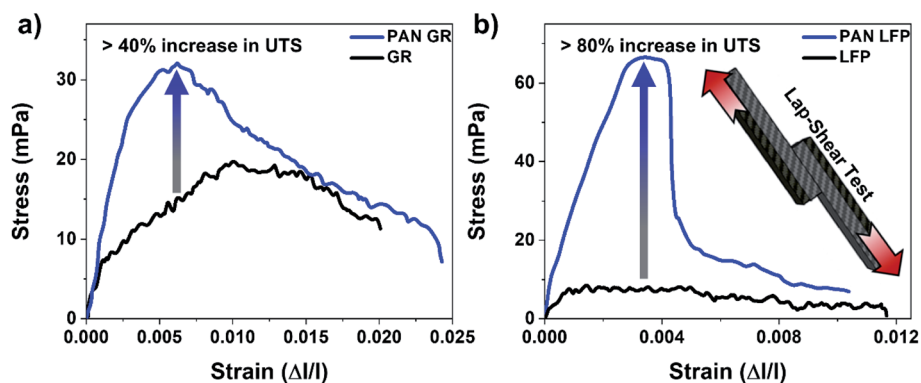 a)
> 40% increase in UTS
PAN GR
GR
Stress (mPa)
30
20
10
0
0.000
0.005
0.010
0.015
0.020
0.025
Strain (Δl/l)
b)
> 80% increase in UTS
PAN LFP
LFP
Lap-Shear Test
Stress (mPa)
60
40
20
0
0.000
0.004
0.008
0.012
Strain (Δl/l)